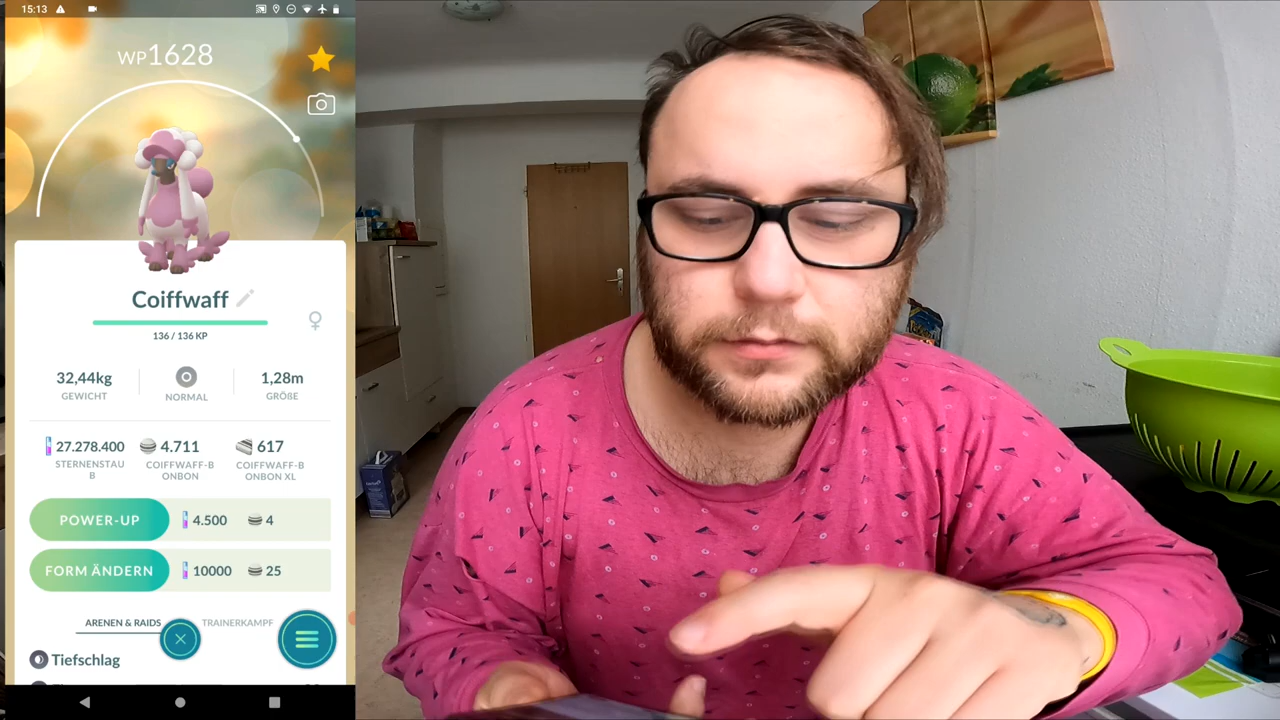 15:13
WP1628
Coiffwaff
136 / 136 KP
32,44kg
GEWICHT
NORMAL
1,28m
GRÖßE
27.278.400
STERNENSTAU
B
4.711
COIFFWAFF-B
ONBON
617
COIFFWAFF-B
ONBON XL
POWER-UP
4.500
4
FORM ÄNDERN
10000
25
ARENEN & RAIDS
TRAINERKAMPF
Tiefschlag